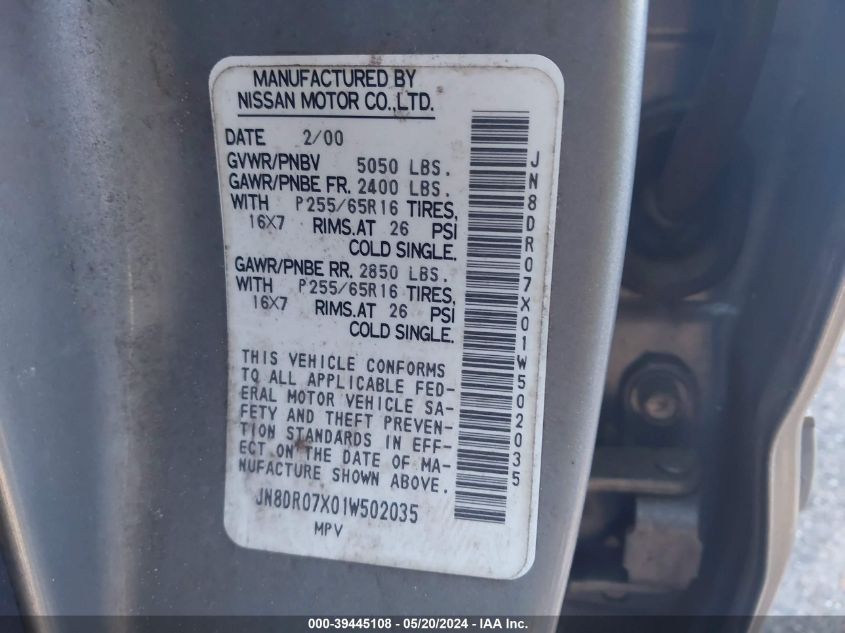 MANUFACTURED BY
NISSAN MOTOR CO.,LTD.
DATE 2/00
GVWR/PNBV 5050 LBS.
GAWR/PNBE FR. 2400 LBS.
WITH P255/65R16 TIRES,
16X7 RIMS.AT 26 PSI
COLD SINGLE.
GAWR/PNBE RR. 2850 LBS.
WITH P255/65R16 TIRES,
16X7 RIMS.AT 26 PSI
COLD SINGLE.
THIS VEHICLE CONFORMS
TO ALL APPLICABLE FED-
ERAL MOTOR VEHICLE SA-
FETY AND THEFT PREVEN-
TION STANDARDS IN EFF-
ECT ON THE DATE OF MA-
NUFACTURE SHOWN ABOVE.
JN8DR07X01W502035
MPV
JN8DR07X01W502035
000-39445108 - 05/20/2024 - IAA Inc.